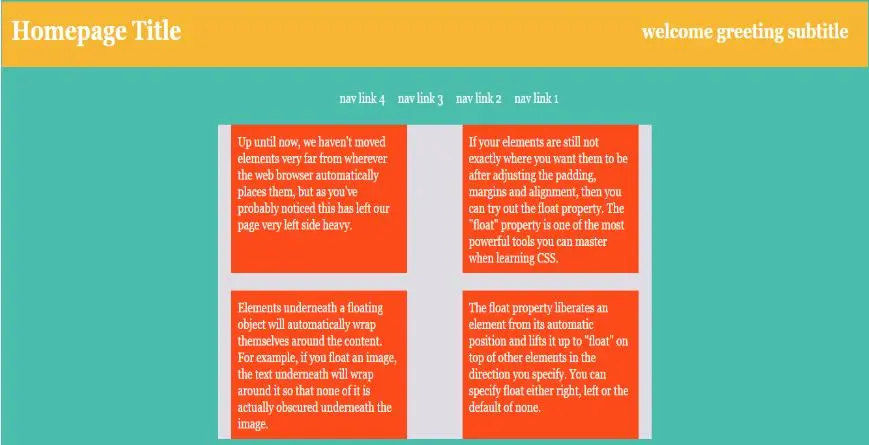 Homepage Title
welcome greeting subtitle
nav link 4 nav link 3 nav link 2 nav link 1
Up until now, we haven't moved
elements very far from wherever
the web browser automatically
places them, but as you've
probably noticed this has left our
page very left side heavy.
If your elements are still not
exactly where you want them to be
after adjusting the padding,
margins and alignment, then you
can try out the float property. The
"float" property is one of the most
powerful tools you can master
when learning CSS.
Elements underneath a floating
object will automatically wrap
themselves around the content.
For example, if you float an image,
the text underneath will wrap
around it so that none of it is
actually obscured underneath the
image.
The float property liberates an
element from its automatic
position and lifts it up to "float" on
top of other elements in the
direction you specify. You can
specify float either right, left or the
default of none.